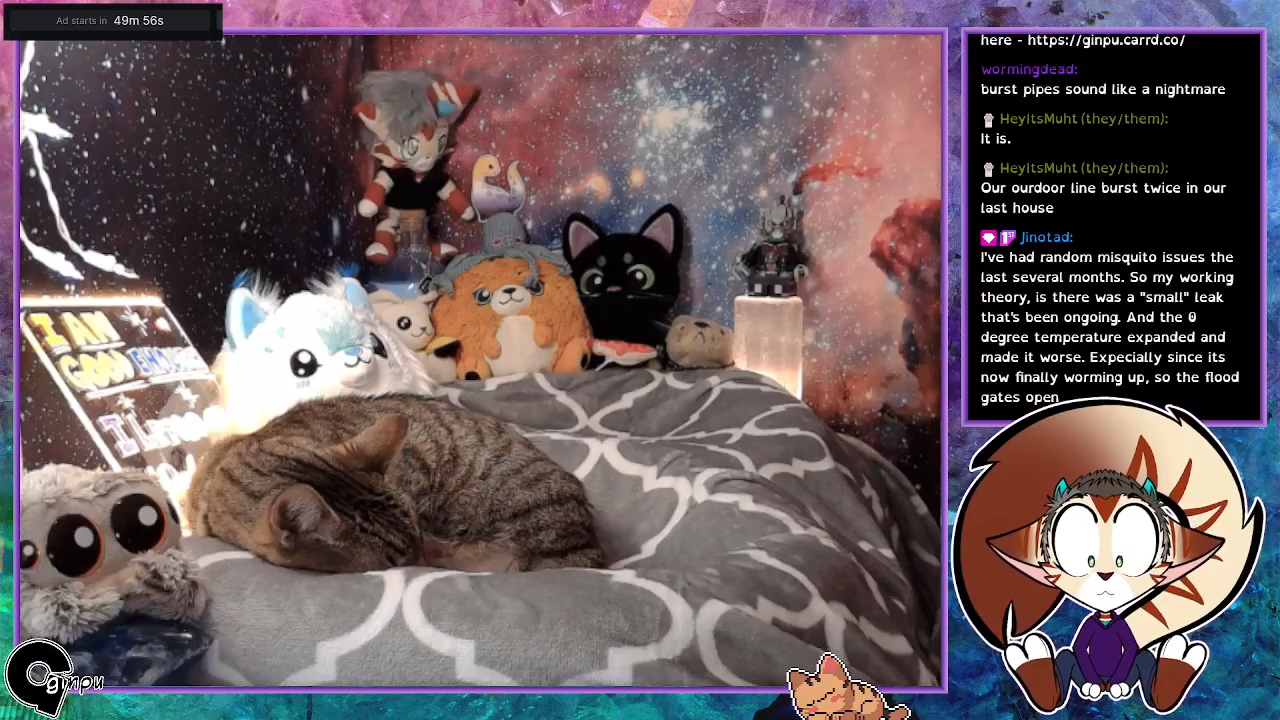 Ad starts in 49m 56s
here - https://ginpu.carrd.co/
wormingdead:
burst pipes sound like a nightmare
HeyItsMuht (they/them):
It is.
HeyItsMuht (they/them):
Our ourdoor line burst twice in our
last house
1ST Jinotad:
I've had random misquito issues the
last several months. So my working
theory, is there was a "small" leak
that's been ongoing. And the 0
degree temperature expanded and
made it worse. Expecially since its
now finally worming up, so the flood
gates open
I AM
GOOD
I
ginpu